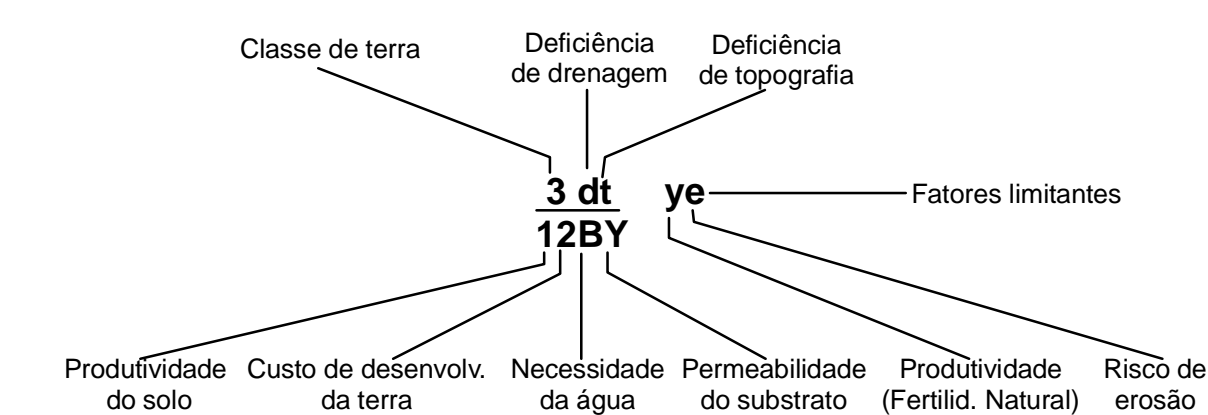 Classe de terra
Deficiência
de drenagem
Deficiência
de topografia
3 dt
12BY
ye
Fatores limitantes
Produtividade
do solo
Custo de desenvolv.
da terra
Necessidade
da água
Permeabilidade
do substrato
Produtividade
(Fertilid. Natural)
Risco de
erosão